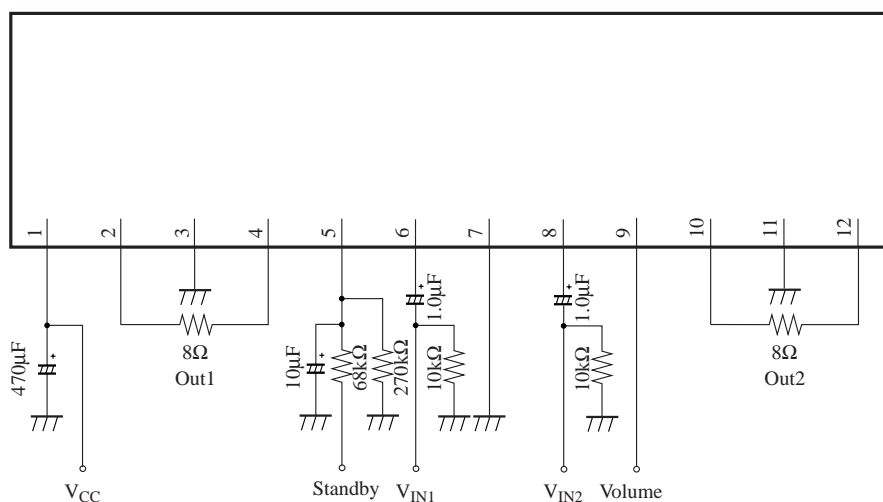 1 2 3 4 5 6 7 8 9 10 11 12
470µF
8Ω
Out1
10µF
68kΩ
270kΩ
1.0µF
10kΩ
1.0µF
10kΩ
8Ω
Out2
VCC
Standby
VIN1
VIN2
Volume